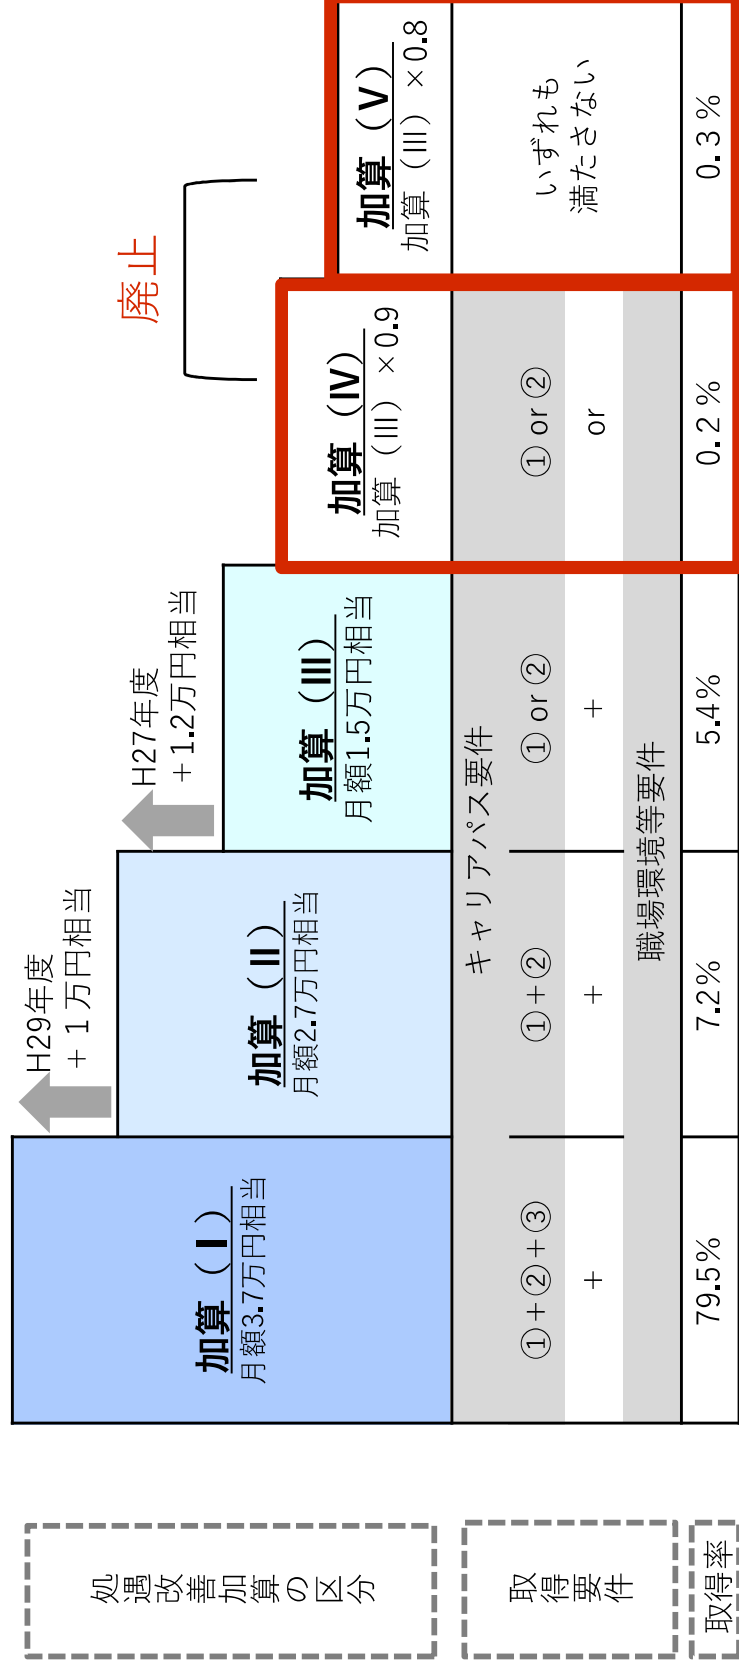 処遇改善加算の区分
取得要件
取得率
加算（Ⅰ）
月額3.7万円相当
H29年度
＋１万円相当
加算（Ⅱ）
月額2.7万円相当
H27年度
＋1.2万円相当
加算（Ⅲ）
月額1.5万円相当
廃止
加算（Ⅳ）
加算（Ⅲ）×0.9
加算（Ⅴ）
加算（Ⅲ）×0.8
キャリアパス要件
①＋②＋③
①＋②
① or ②
① or ②
＋
＋
＋
or
職場環境等要件
いずれも
満たさない
79.5%
7.2%
5.4%
0.2％
0.3％